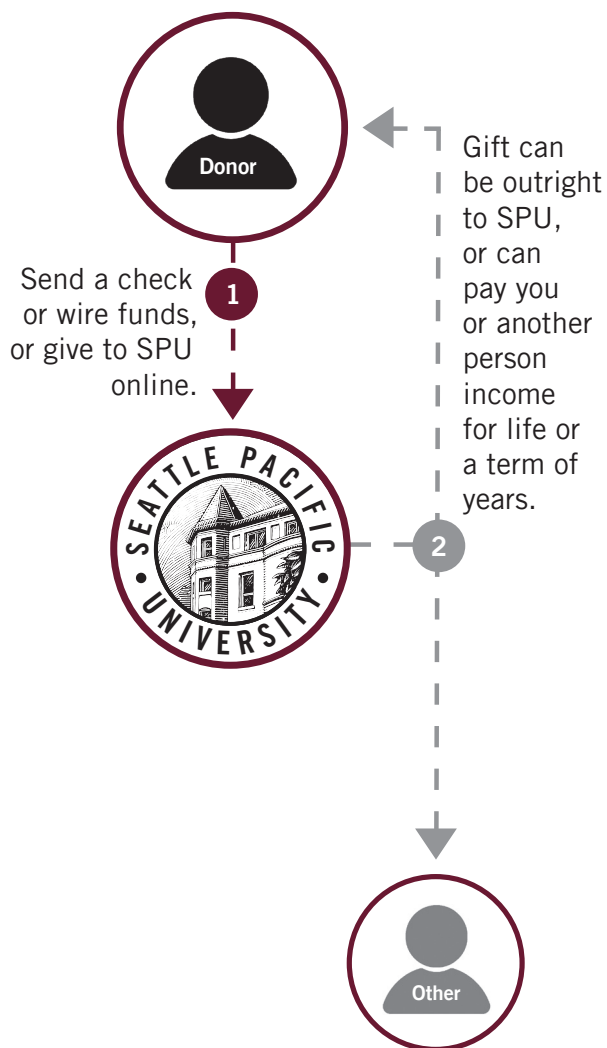 Donor
Send a check
or wire funds,
or give to SPU
online.
1
Gift can
be outright
to SPU,
or can
pay you
or another
person
income
for life or
a term of
years.
SEATTLE PACIFIC
• UNIVERSITY •
2
Other